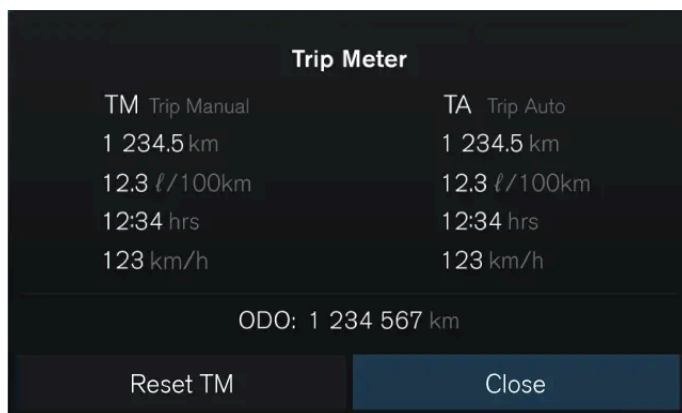 Trip Meter
TM Trip Manual TA Trip Auto
1 234.5 km 1 234.5 km
12.3 ℓ/100km 12.3 ℓ/100km
12:34 hrs 12:34 hrs
123 km/h 123 km/h
ODO: 1 234 567 km
Reset TM Close